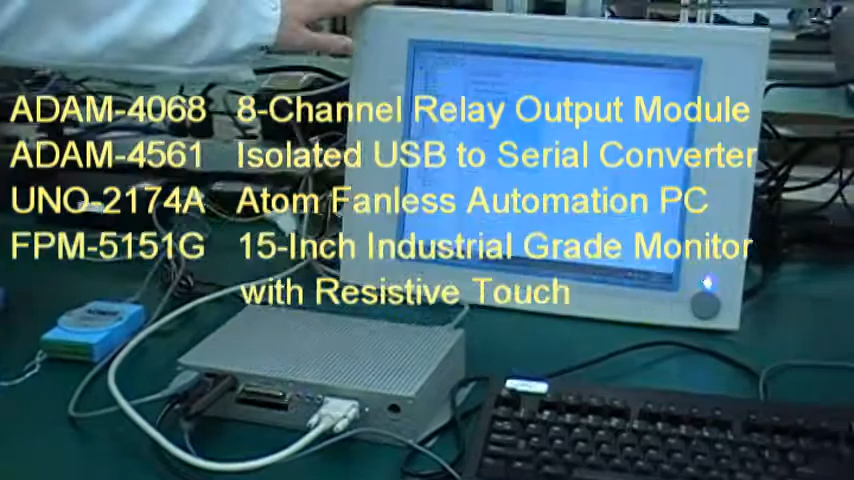 ADAM-4068 8-Channel Relay Output Module
ADAM-4561 Isolated USB to Serial Converter
UNO-2174A Atom Fanless Automation PC
FPM-5151G 15-Inch Industrial Grade Monitor
with Resistive Touch